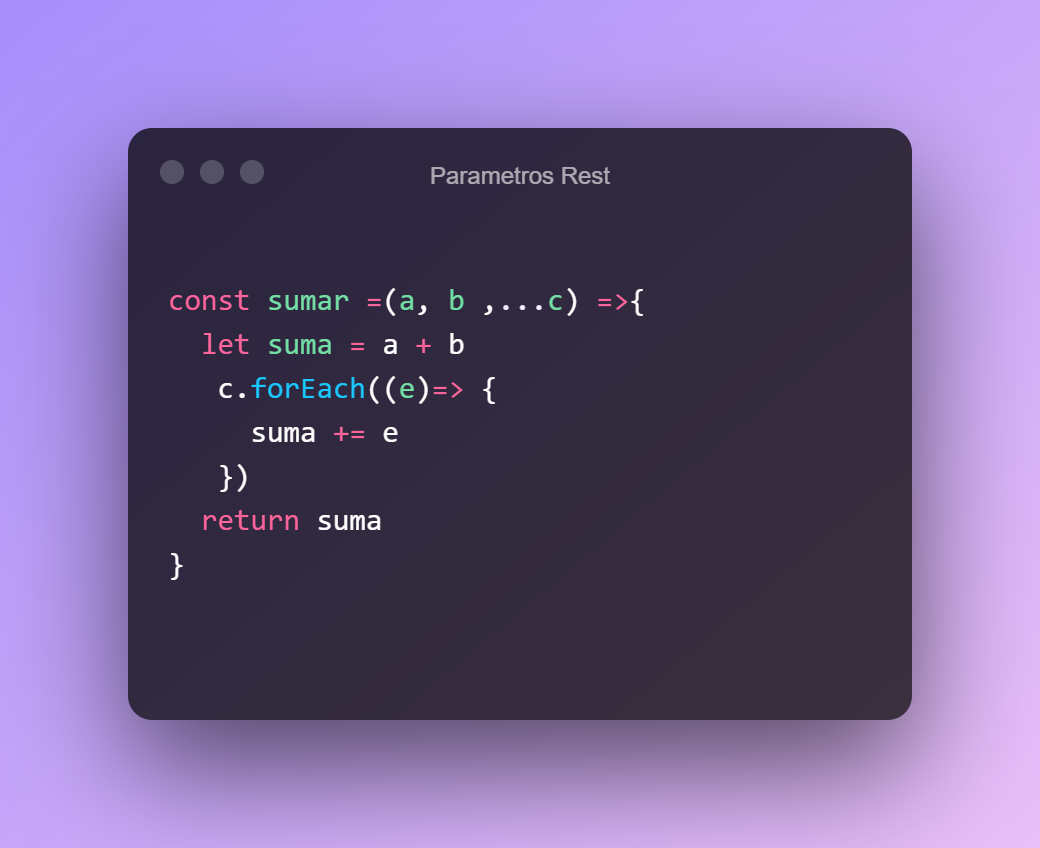 Parametros Rest
const sumar =(a, b ,...c) =>{
  let suma = a + b
   c.forEach((e)=> {
     suma += e
   })
  return suma
}